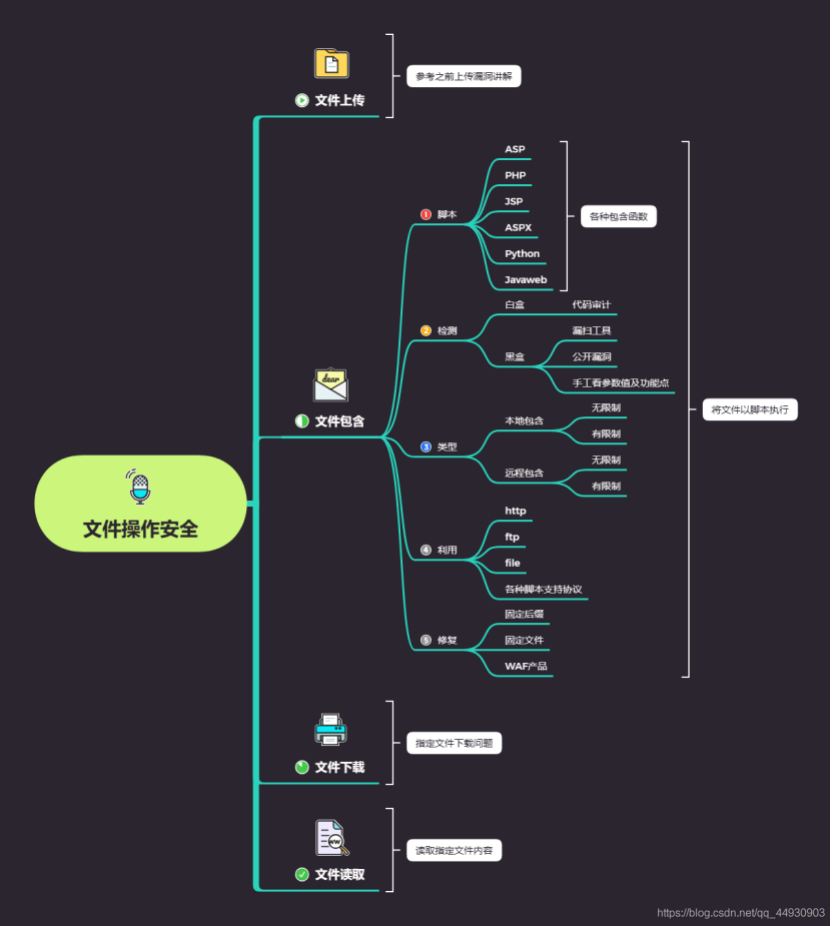 参考之前上传漏洞讲解
文件上传
ASP
PHP
JSP
ASPX
Python
Javaweb
各种包含函数
1 脚本
白盒
代码审计
2 检测
漏扫工具
黑盒
公开漏洞
手工看参数值及功能点
dear
文件包含
将文件以脚本执行
本地包含
无限制
有限制
3 类型
远程包含
无限制
有限制
文件操作安全
http
ftp
file
各种脚本支持协议
4 利用
固定后缀
5 修复
固定文件
WAF产品
指定文件下载问题
文件下载
WW
读取指定文件内容
文件读取
https://blog.csdn.net/qq_44930903